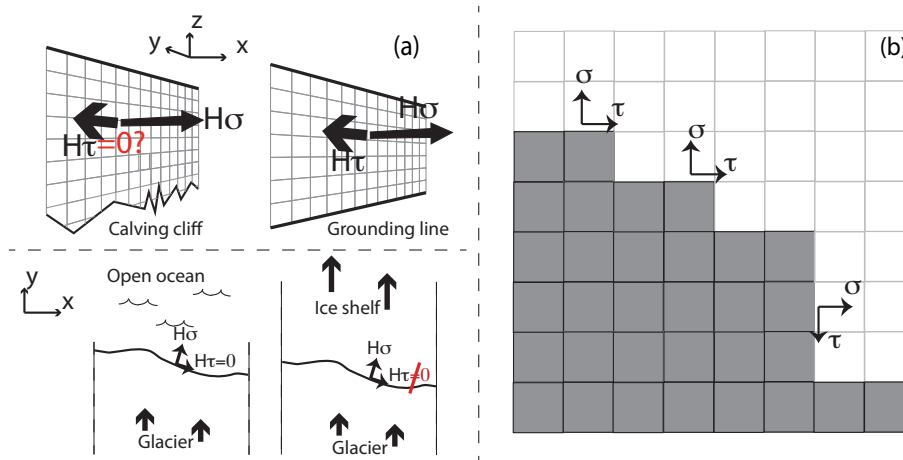 z
y
x
(a)
Hσ
Hσ
Hτ=0?
Hτ
Calving cliff
Grounding line
y
x
Open ocean
Ice shelf
Hσ
Hτ=0
Hσ
Hτ=0
Glacier
Glacier
(b)
σ
τ
σ
τ
σ
τ